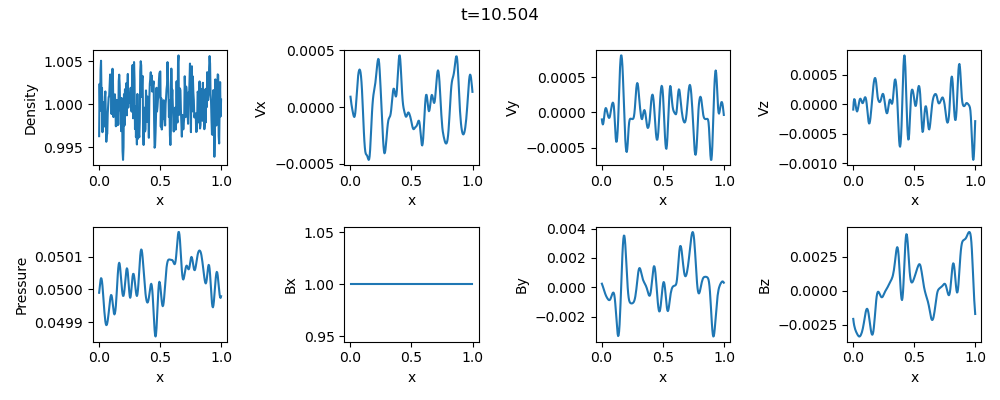 t=10.504
Density
1.005
1.000
0.995
0.0 0.5 1.0
x
Vx
0.0005
0.0000
−0.0005
0.0 0.5 1.0
x
Vy
0.0005
0.0000
−0.0005
0.0 0.5 1.0
x
Vz
0.0005
0.0000
−0.0005
−0.0010
0.0 0.5 1.0
x
Pressure
0.0501
0.0500
0.0499
0.0 0.5 1.0
x
Bx
1.05
1.00
0.95
0.0 0.5 1.0
x
By
0.004
0.002
0.000
−0.002
0.0 0.5 1.0
x
Bz
0.0025
0.0000
−0.0025
0.0 0.5 1.0
x